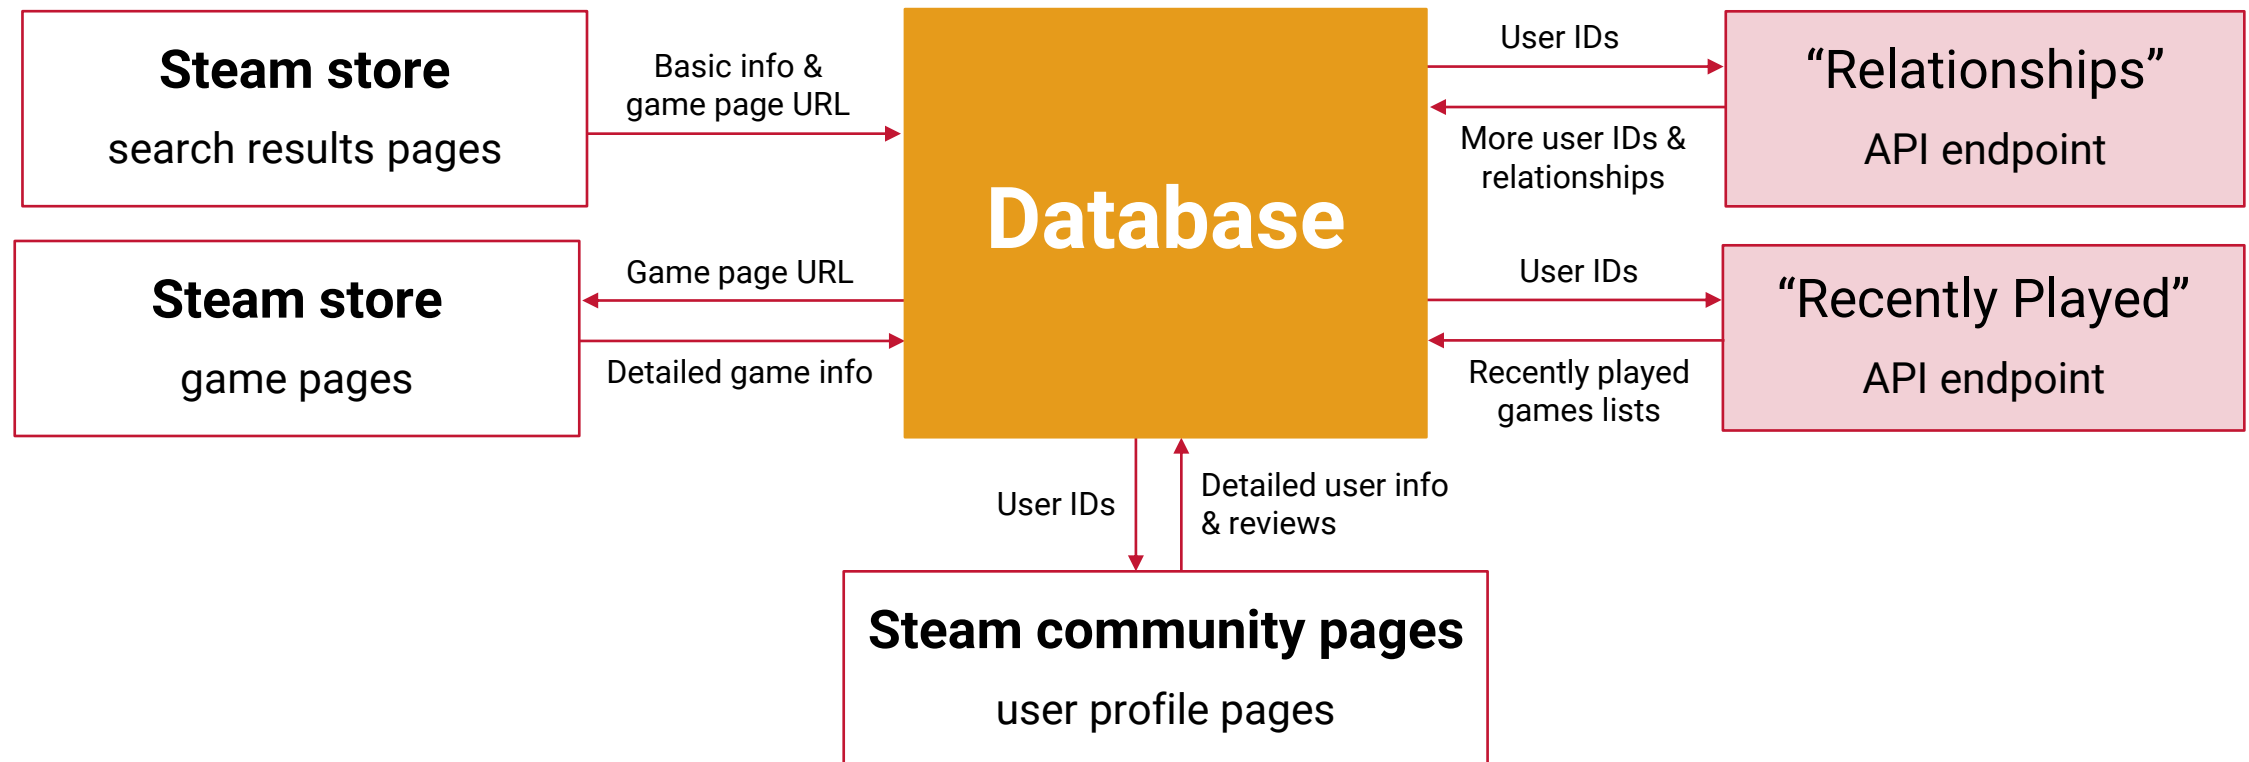 Steam store
search results pages
Basic info &
game page URL
Steam store
game pages
Game page URL
Detailed game info
Database
User IDs
More user IDs &
relationships
“Relationships”
API endpoint
User IDs
Recently played
games lists
“Recently Played”
API endpoint
User IDs
Detailed user info
& reviews
Steam community pages
user profile pages